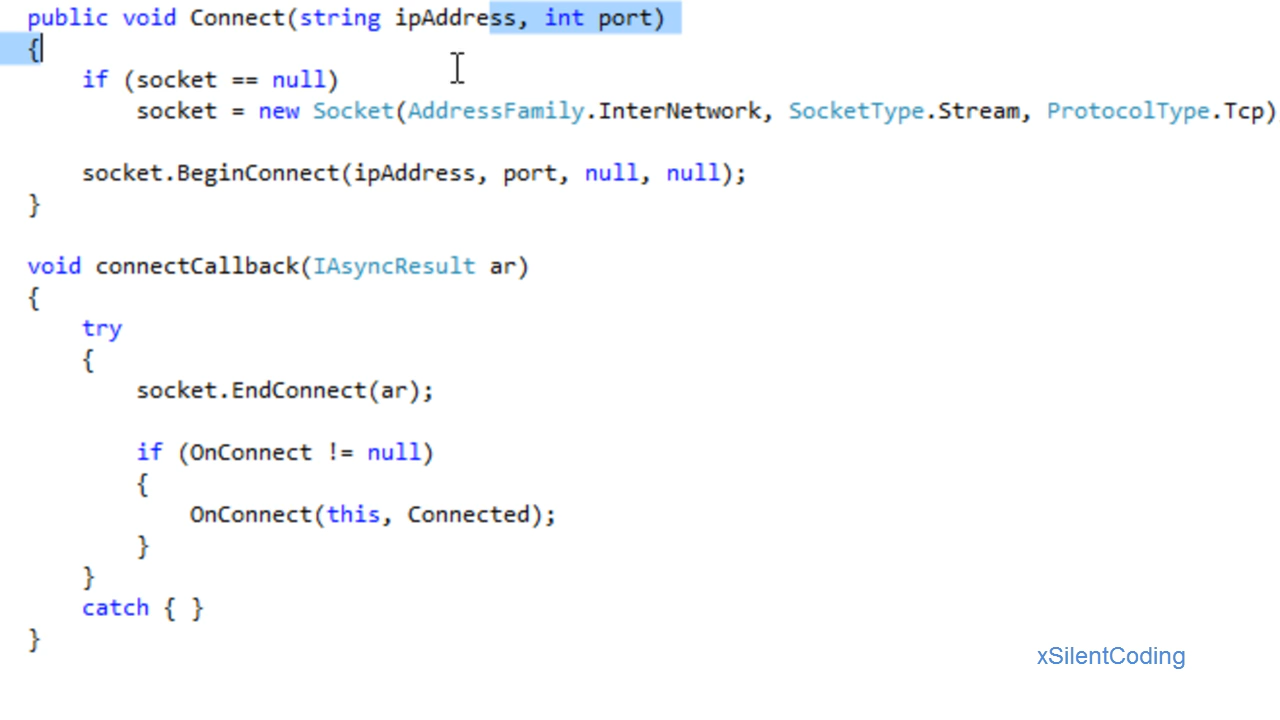 public void Connect(string ipAddress, int port)
{
if (socket == null)
socket = new Socket(AddressFamily.InterNetwork, SocketType.Stream, ProtocolType.Tcp)
socket.BeginConnect(ipAddress, port, null, null);
}
void connectCallback(IAsyncResult ar)
{
try
{
socket.EndConnect(ar);
if (OnConnect != null)
{
OnConnect(this, Connected);
}
}
catch { }
}
xSilentCoding